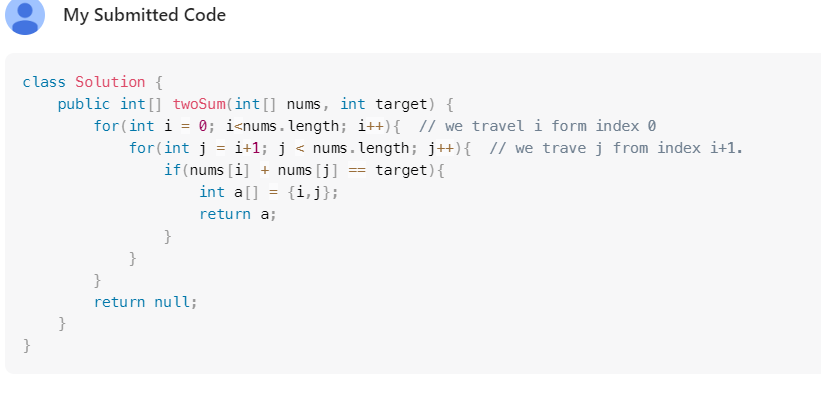 My Submitted Code
class Solution {
    public int[] twoSum(int[] nums, int target) {
        for(int i = 0; i<nums.length; i++){  // we travel i form index 0
            for(int j = i+1; j < nums.length; j++){  // we trave j from index i+1.
                if(nums[i] + nums[j] == target){
                    int a[] = {i,j};
                    return a;
                }
            }
        }
        return null;
    }
}